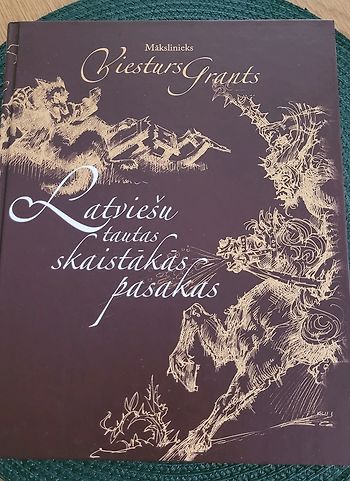 Mākslinieks
Viesturs Grants
Latviešu
tautas
skaistākās
pasakas